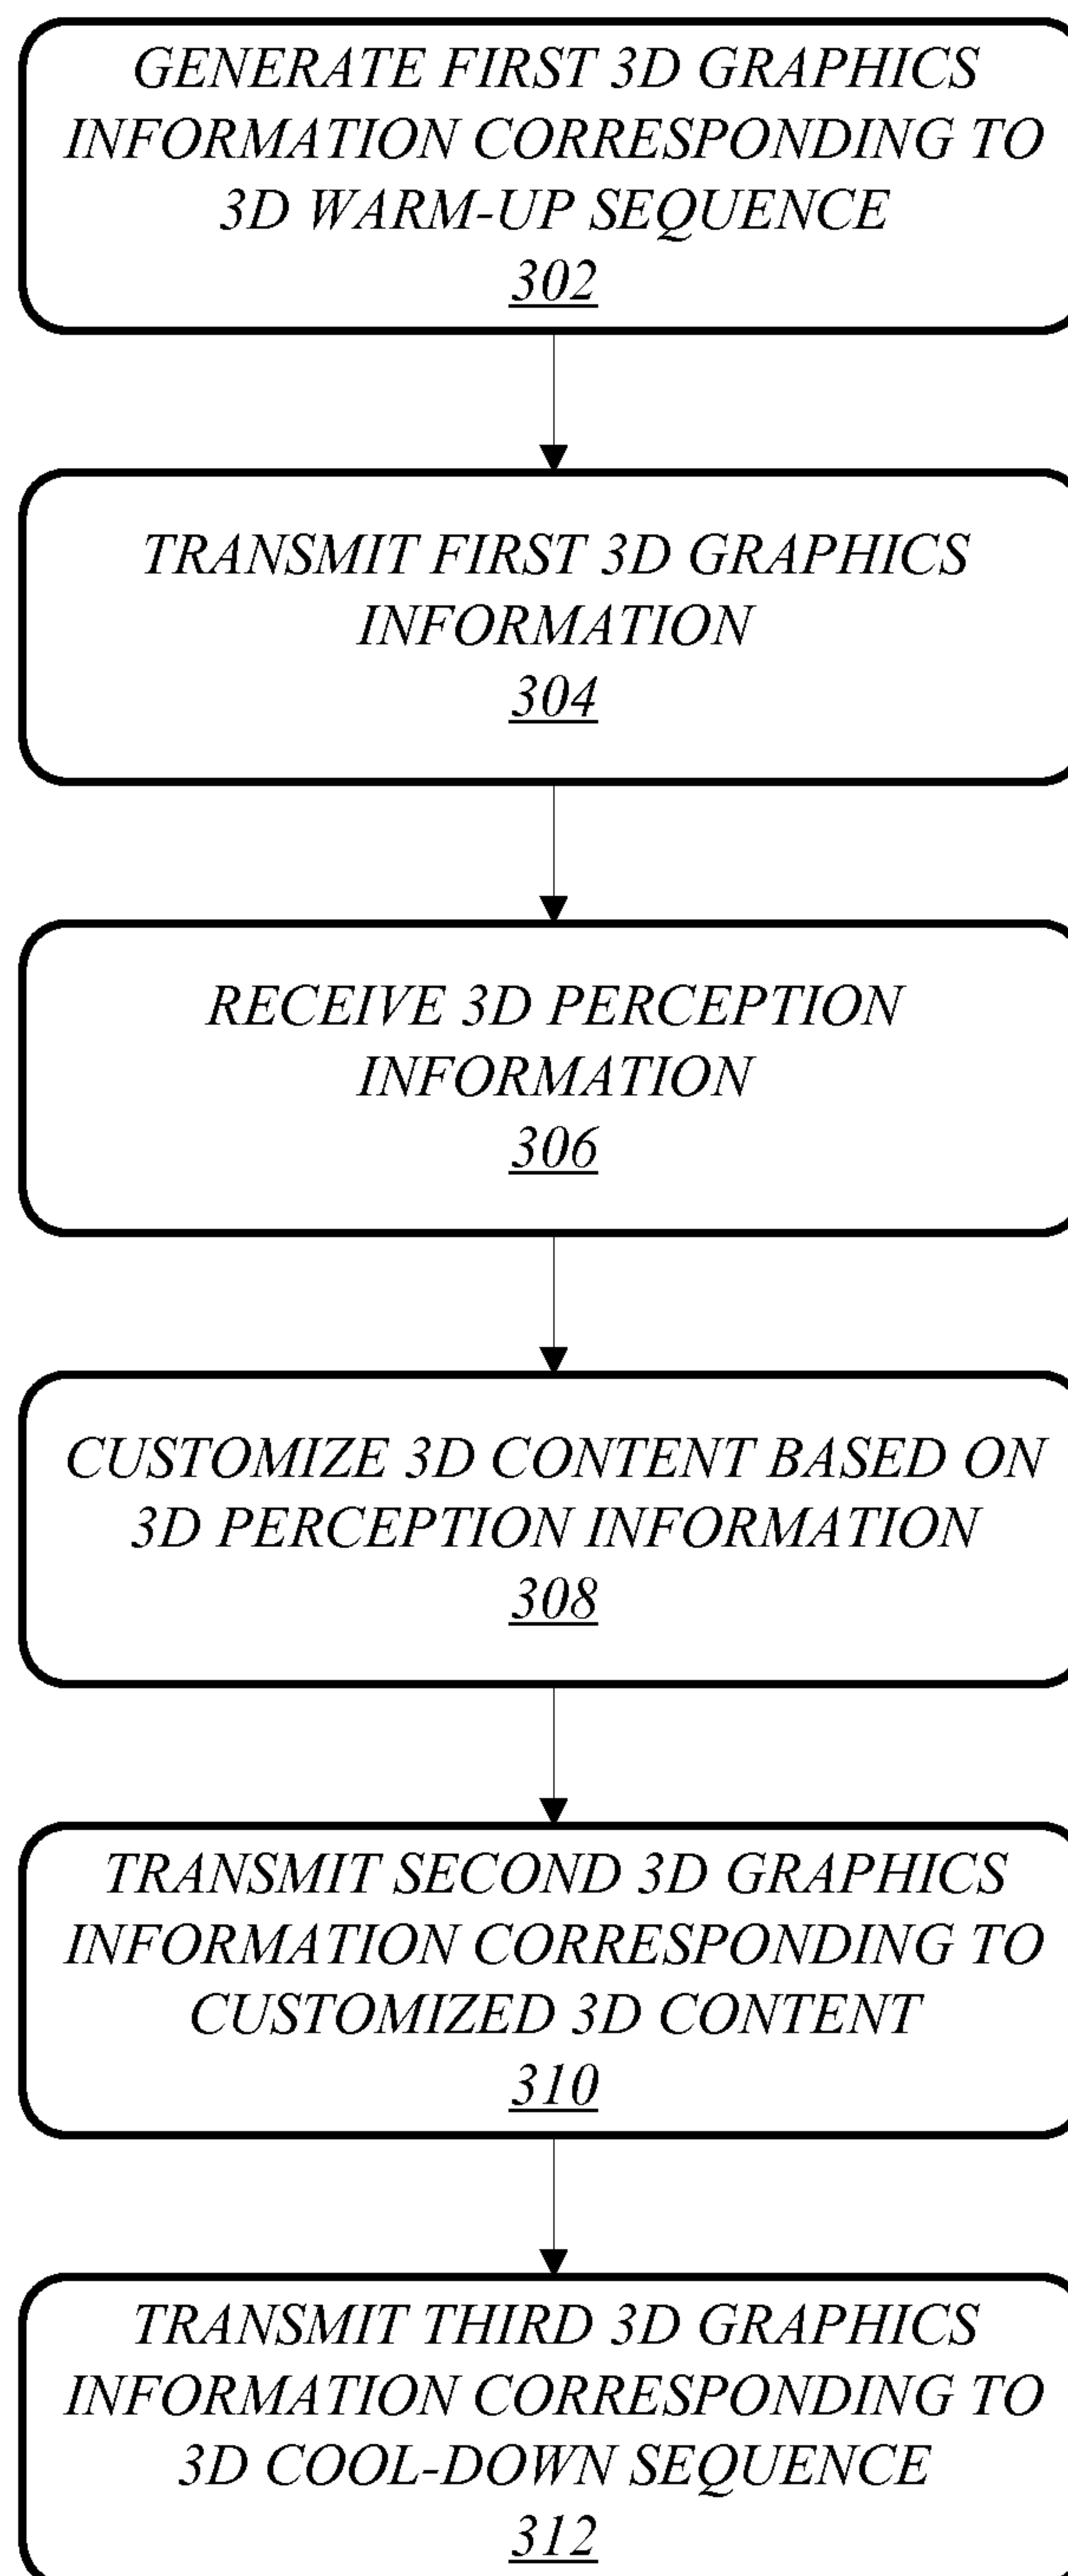 GENERATE FIRST 3D GRAPHICS
INFORMATION CORRESPONDING TO
3D WARM-UP SEQUENCE
302
TRANSMIT FIRST 3D GRAPHICS
INFORMATION
304
RECEIVE 3D PERCEPTION
INFORMATION
306
CUSTOMIZE 3D CONTENT BASED ON
3D PERCEPTION INFORMATION
308
TRANSMIT SECOND 3D GRAPHICS
INFORMATION CORRESPONDING TO
CUSTOMIZED 3D CONTENT
310
TRANSMIT THIRD 3D GRAPHICS
INFORMATION CORRESPONDING TO
3D COOL-DOWN SEQUENCE
312